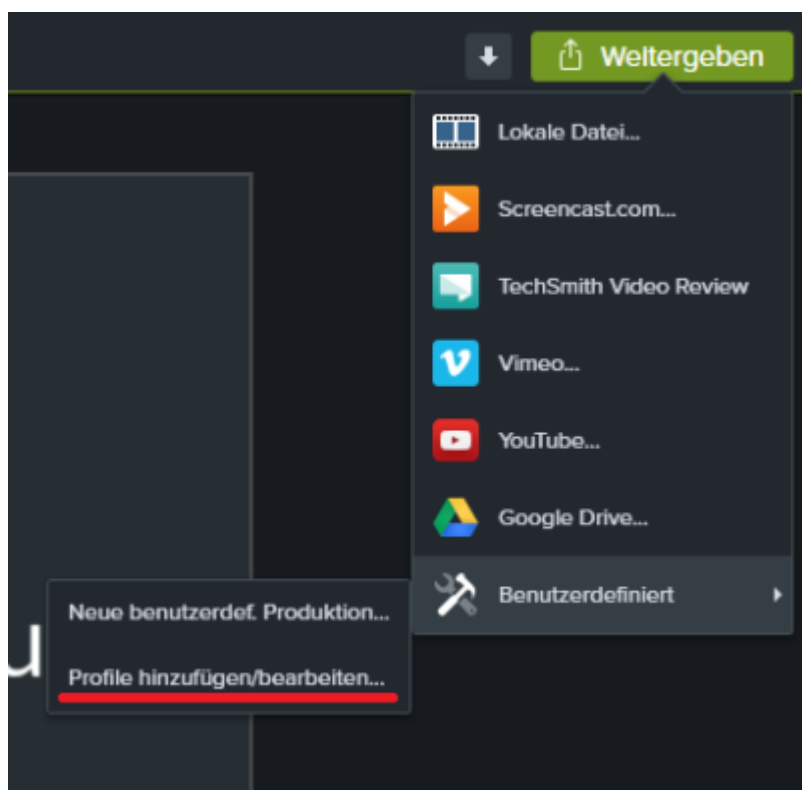 Weitergeben
Lokale Datei...
Screencast.com...
TechSmith Video Review
Vimeo...
YouTube...
Google Drive...
Benutzerdefiniert
Neue benutzerdef. Produktion...
u
Profile hinzufügen/bearbeiten...